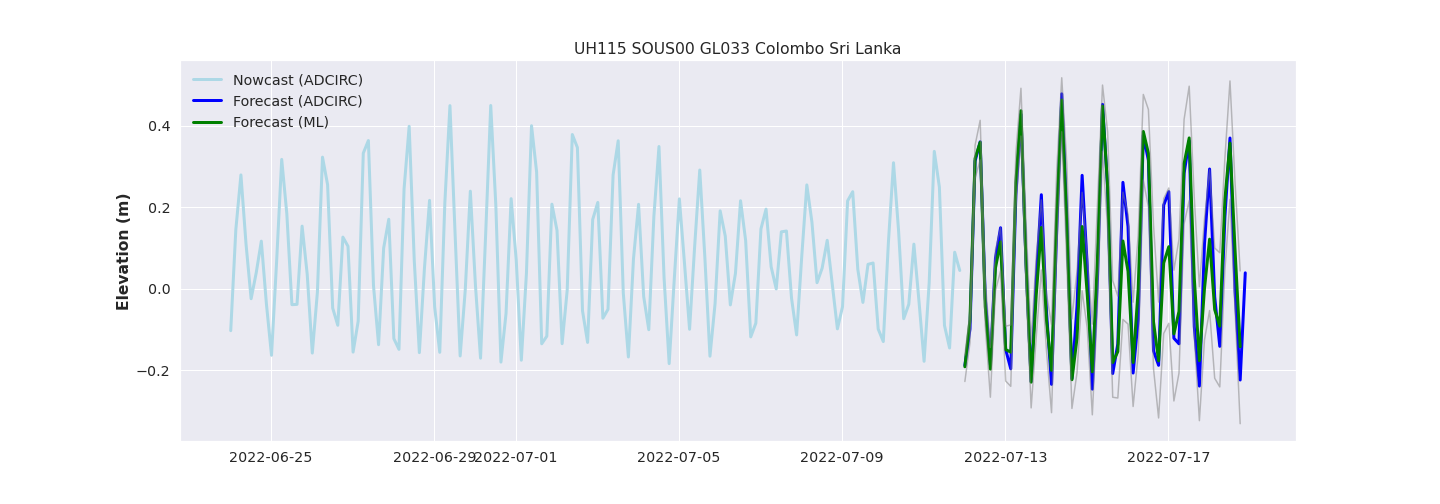 UH115 SOUS00 GL033 Colombo Sri Lanka
Nowcast (ADCIRC)
Forecast (ADCIRC)
Forecast (ML)
Elevation (m)
0.4
0.2
0.0
−0.2
2022-06-25
2022-06-29
2022-07-01
2022-07-05
2022-07-09
2022-07-13
2022-07-17